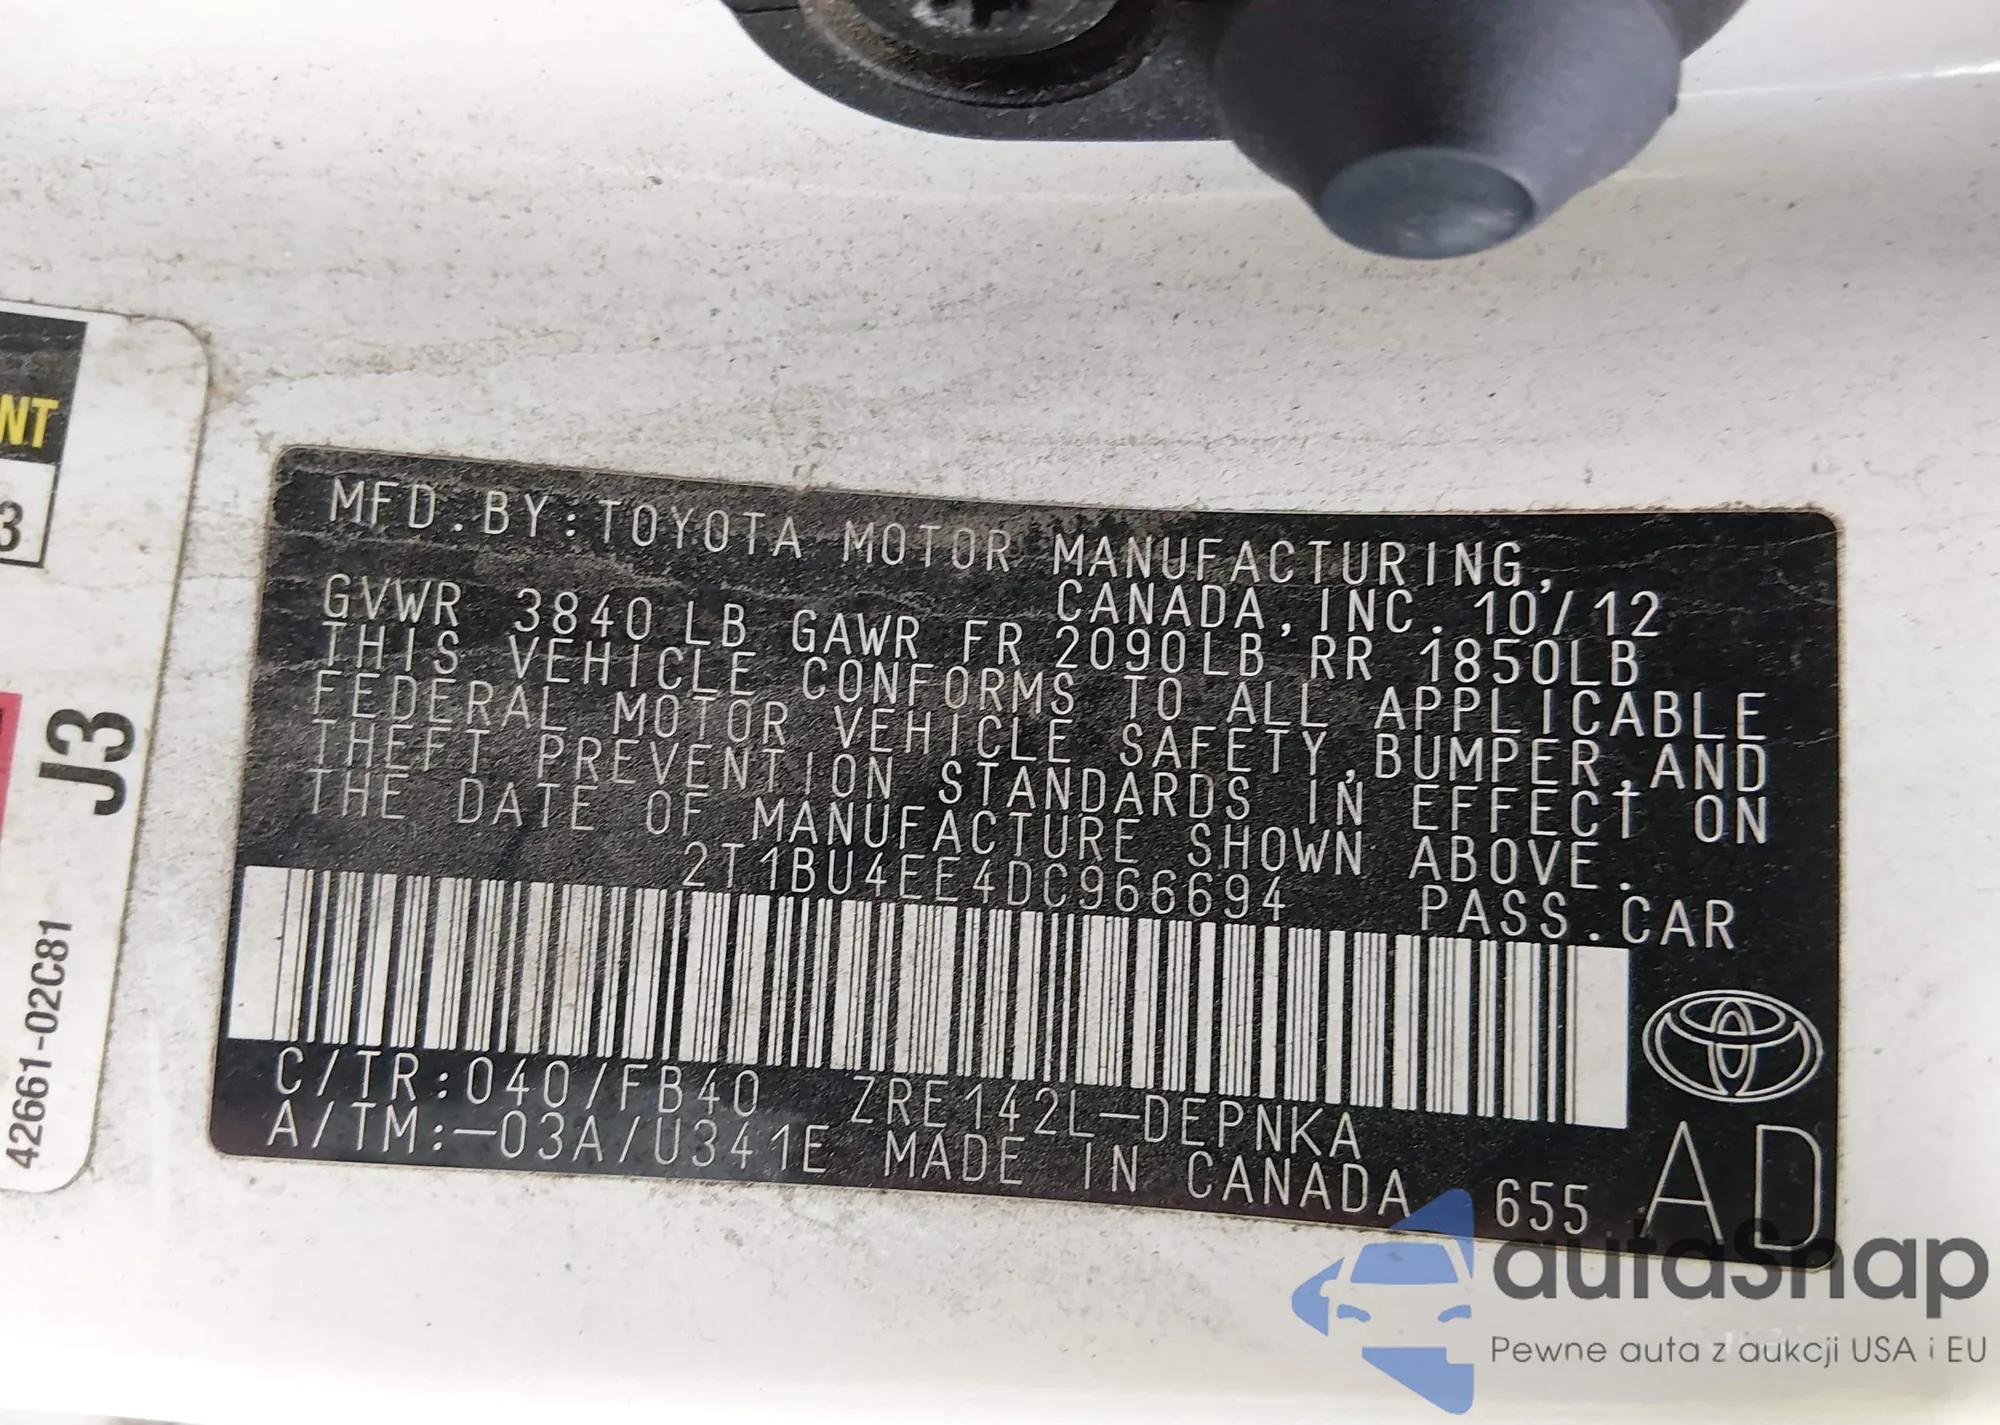 MFD.BY:TOYOTA MOTOR MANUFACTURING,
CANADA,INC. 10/12
GVWR 3840LB GAWR FR 2090LB RR 1850LB
THIS VEHICLE CONFORMS TO ALL APPLICABLE
FEDERAL MOTOR VEHICLE SAFETY,BUMPER,AND
THEFT PREVENTION STANDARDS IN EFFECT ON
THE DATE OF MANUFACTURE SHOWN ABOVE.
2T1BU4EE4DC966694 PASS.CAR
C/TR:040/FB40 ZRE142L-DEPNKA
A/TM:-03A/U341E MADE IN CANADA 655
AD
NT
3
J3
42661-02C81
autaSnap
Pewne auta z aukcji USA i EU